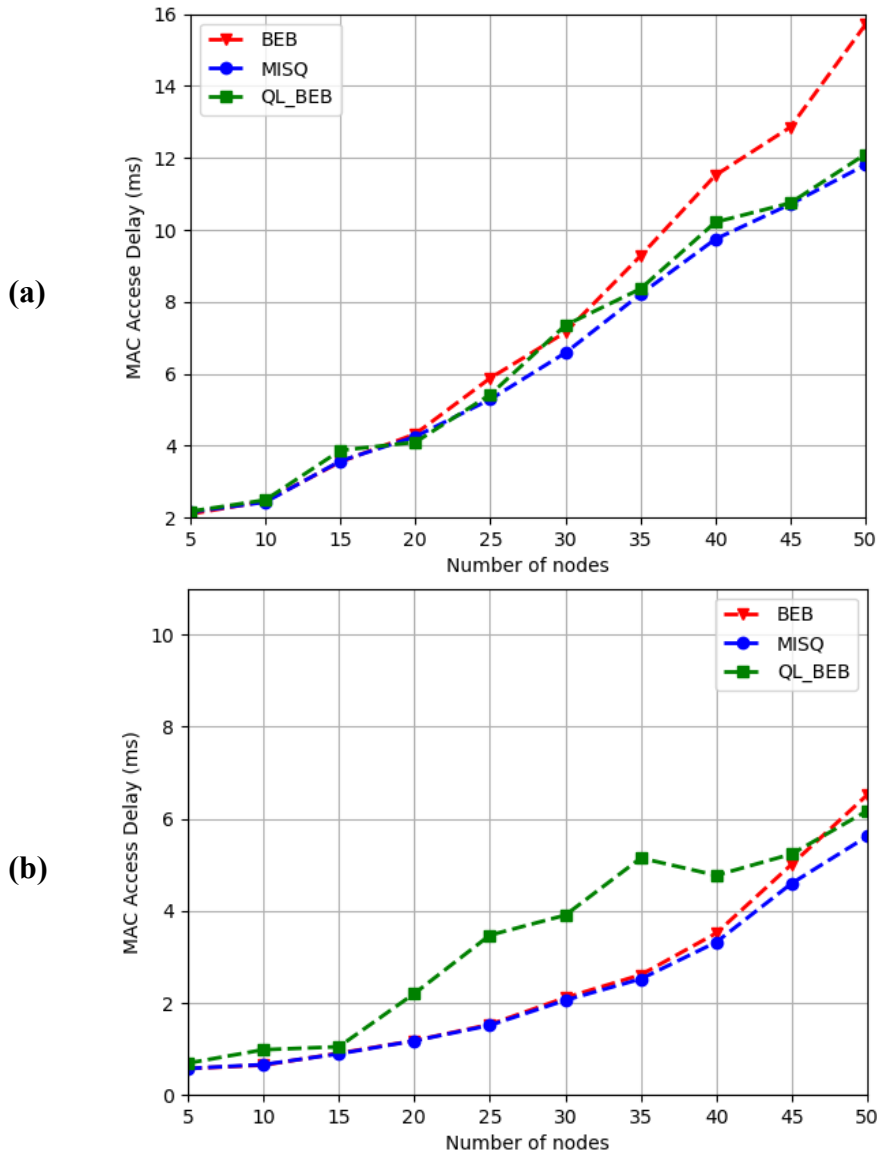 (a)
16
14
12
10
8
6
4
2
MAC Accese Delay (ms)
BEB
MISQ
QL_BEB
5 10 15 20 25 30 35 40 45 50
Number of nodes
(b)
10
8
6
4
2
0
MAC Access Delay (ms)
BEB
MISQ
QL_BEB
5 10 15 20 25 30 35 40 45 50
Number of nodes